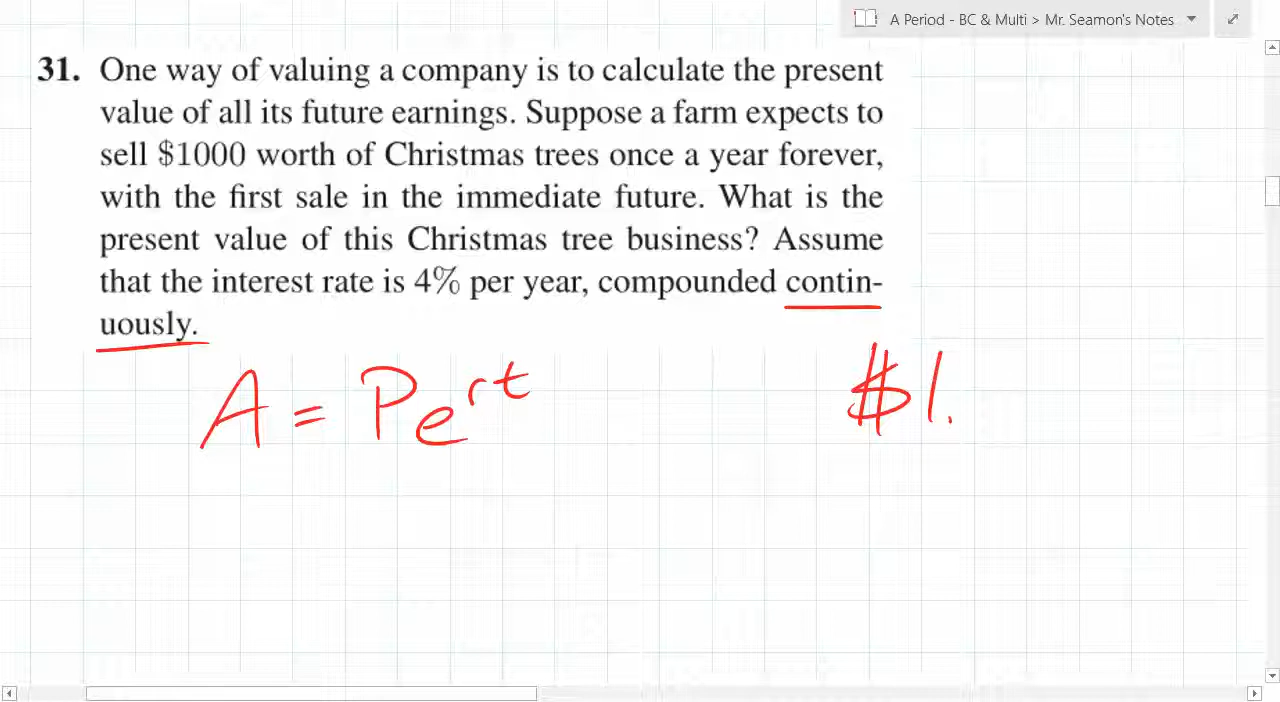 A Period - BC & Multi > Mr. Seamon's Notes
31. One way of valuing a company is to calculate the present
value of all its future earnings. Suppose a farm expects to
sell $1000 worth of Christmas trees once a year forever,
with the first sale in the immediate future. What is the
present value of this Christmas tree business? Assume
that the interest rate is 4% per year, compounded contin-
uously.
A = Pe^rt $1.